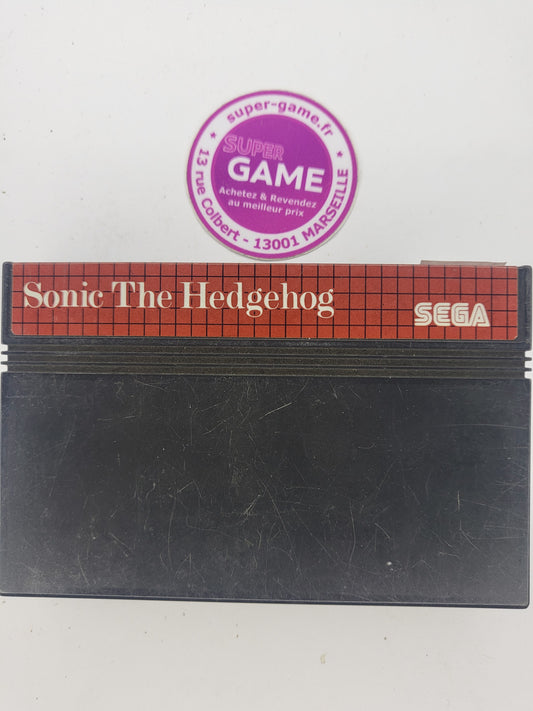 super-game.fr
SUPER
GAME
Achetez & Revendez
au meilleur prix
* 13 rue Colbert - 13001 MARSEILLE *
Sonic The Hedgehog
SEGA